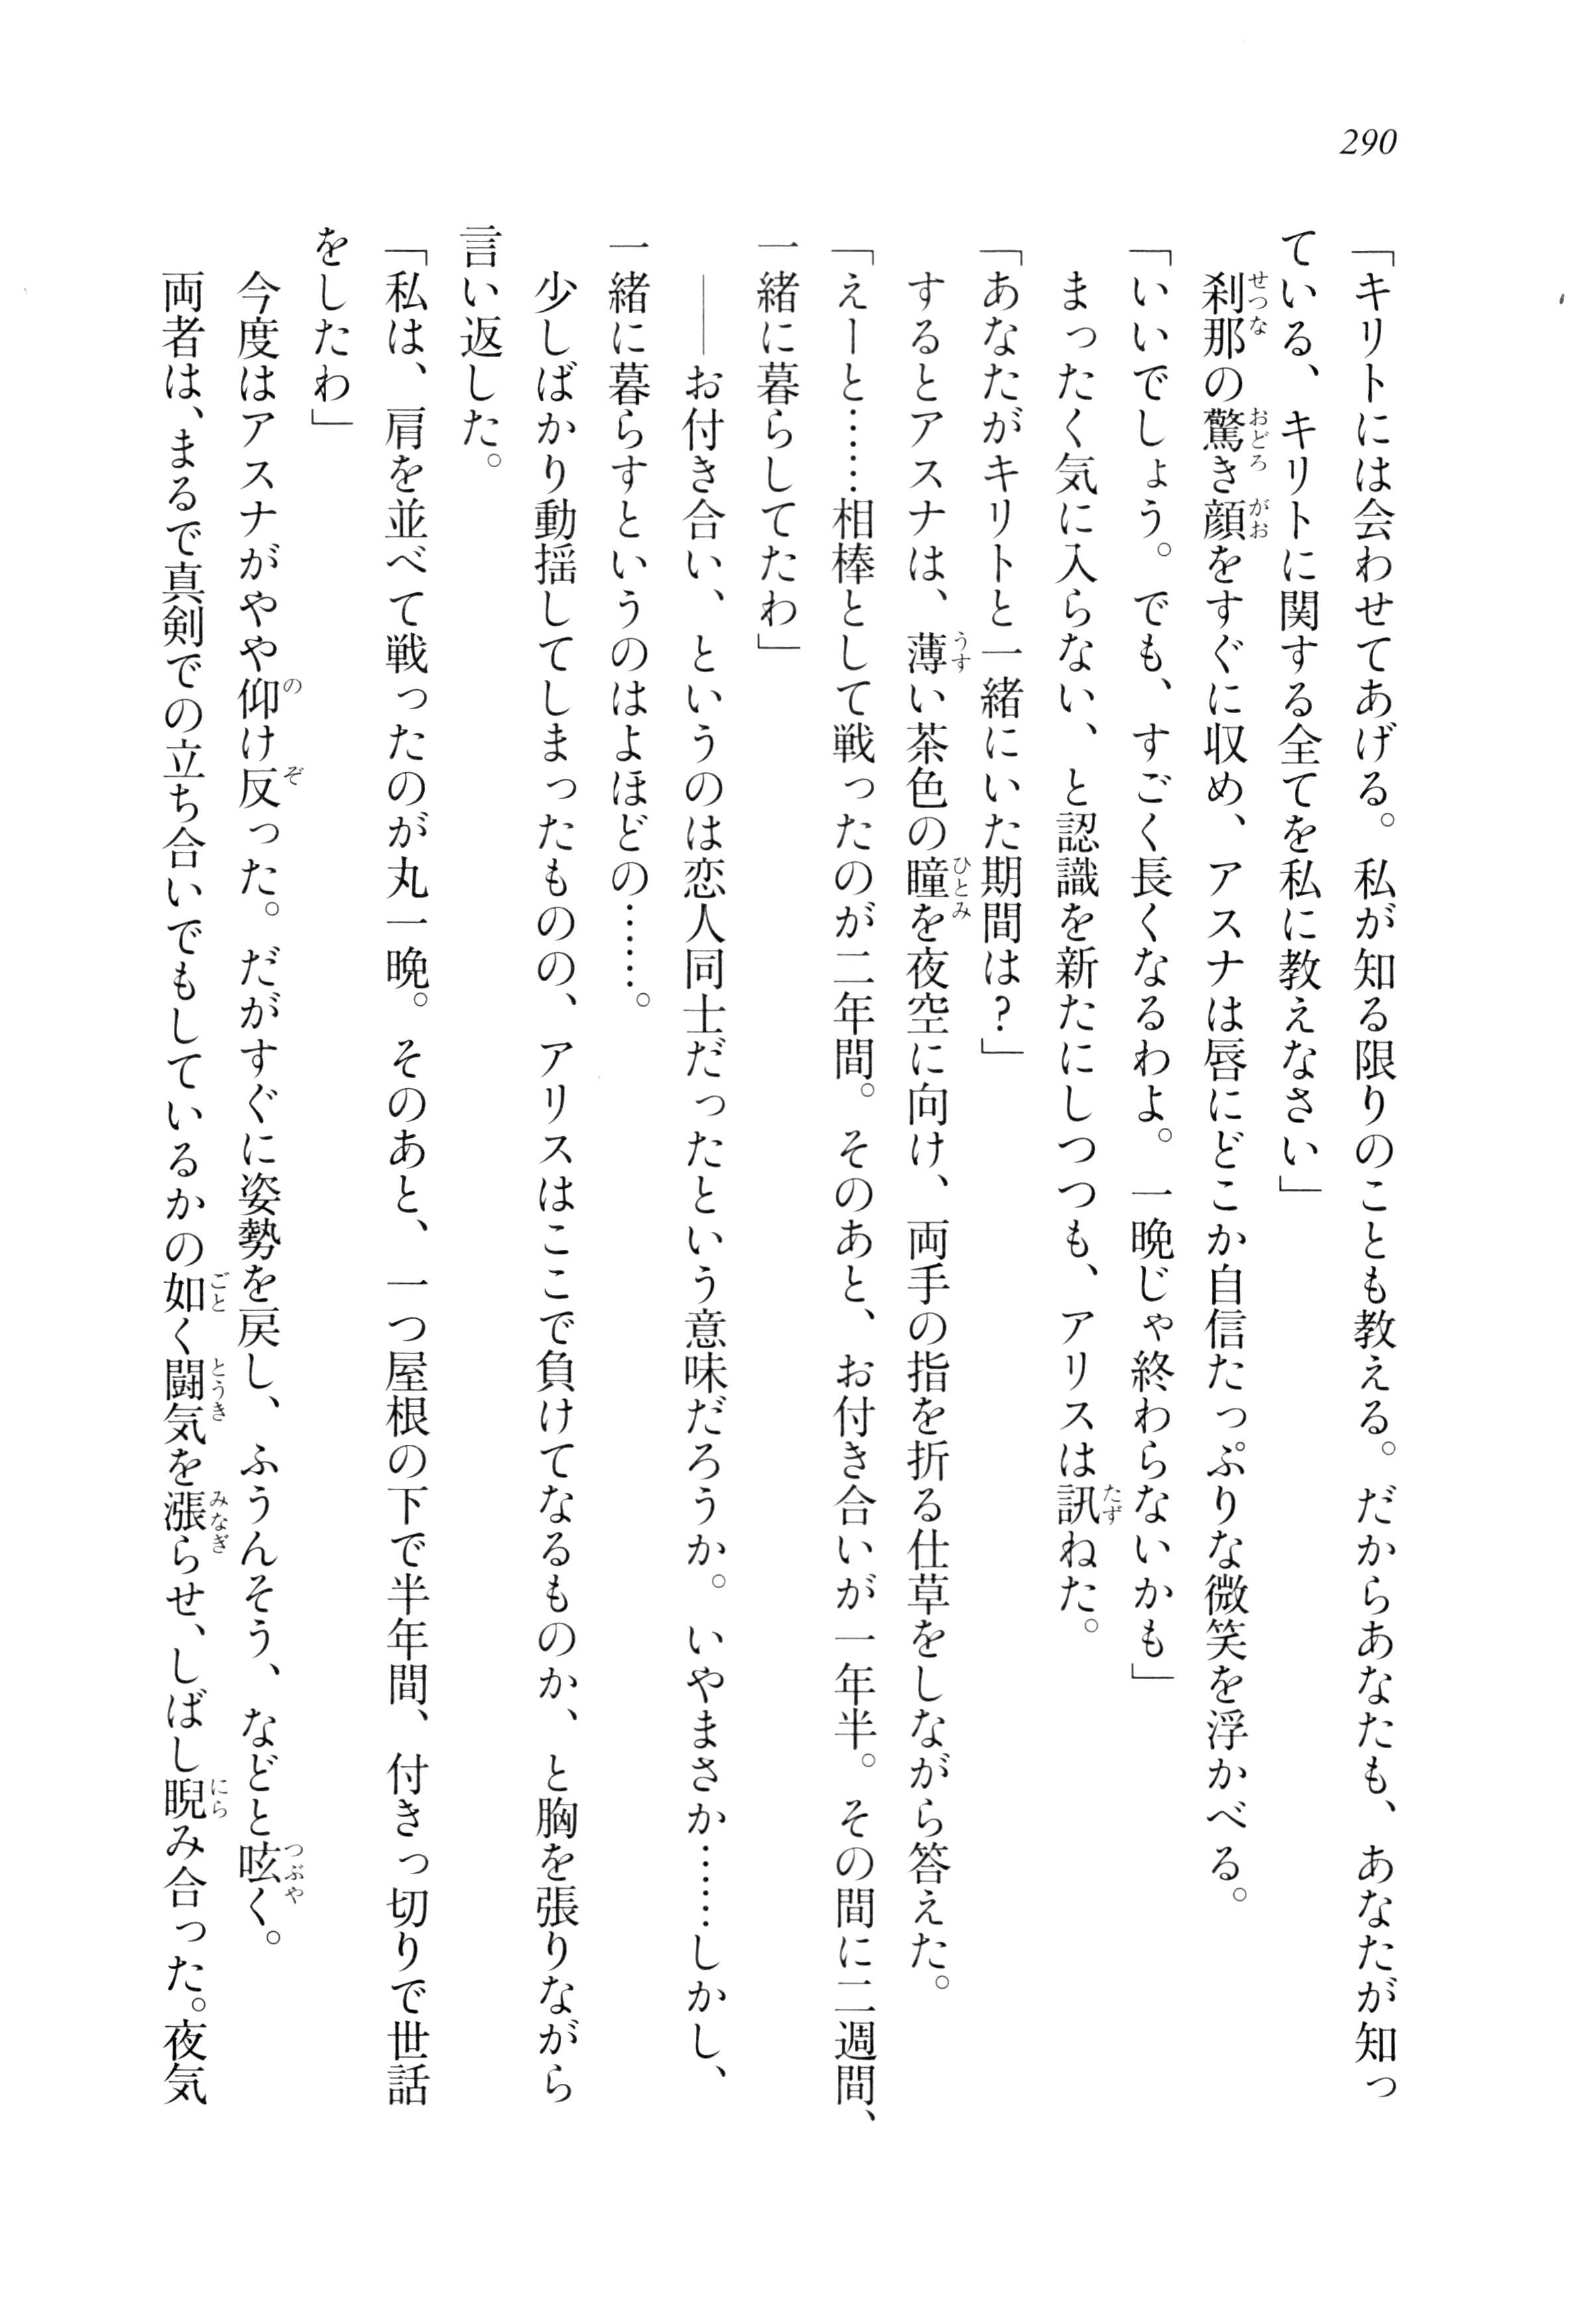 290
「キリトには会わせてあげる。私が知る限りのことも教える。だからあなたも、あなたが知っ
ている、キリトに関する全てを私に教えなさい」
刹那の驚き顔をすぐに収め、アスナは唇にどこか自信たっぷりな微笑を浮かべる。
「いいでしょう。でも、すごく長くなるわよ。一晩じゃ終わらないかも」
まったく気に入らない、と認識を新たにしつつも、アリスは訊ねた。
「あなたがキリトと一緒にいた期間は？」
するとアスナは、薄い茶色の瞳を夜空に向け、両手の指を折る仕草をしながら答えた。
「えーと……相棒として戦ったのが二年間。そのあと、お付き合いが一年半。その間に二週間、
一緒に暮らしてたわ」
――お付き合い、というのは恋人同士だったという意味だろうか。いやまさか……しかし、
一緒に暮らすというのはよほどの……。
少しばかり動揺してしまったものの、アリスはここで負けてなるものか、と胸を張りながら
言い返した。
「私は、肩を並べて戦ったのが丸一晩。そのあと、一つ屋根の下で半年間、付きっ切りで世話
をしたわ」
今度はアスナがやや仰け反った。だがすぐに姿勢を戻し、ふうんそう、などと呟く。
両者は、まるで真剣での立ち合いでもしているかの如く闘気を漲らせ、しばし睨み合った。夜気